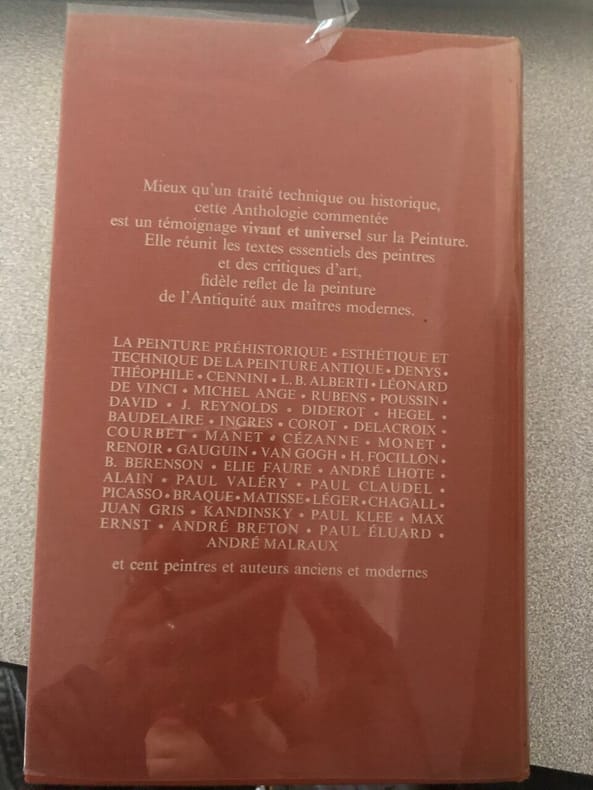 Mieux qu'un traité technique ou historique,
cette Anthologie commentée
est un témoignage vivant et universel sur la Peinture.
Elle réunit les textes essentiels des peintres
et des critiques d'art,
fidèle reflet de la peinture
de l'Antiquité aux maîtres modernes.
LA PEINTURE PRÉHISTORIQUE • ESTHÉTIQUE ET
TECHNIQUE DE LA PEINTURE ANTIQUE • DENYS •
THÉOPHILE • CENNINI • L. B. ALBERTI • LÉONARD
DE VINCI • MICHEL ANGE • RUBENS • POUSSIN •
DAVID • J. REYNOLDS • DIDEROT • HEGEL •
BAUDELAIRE • INGRES • COROT • DELACROIX •
COURBET • MANET • CÉZANNE • MONET •
RENOIR • GAUGUIN • VAN GOGH • H. FOCILLON •
B. BERENSON • ELIE FAURE • ANDRÉ LHOTE •
ALAIN • PAUL VALÉRY • PAUL CLAUDEL •
PICASSO • BRAQUE • MATISSE • LÉGER • CHAGALL •
JUAN GRIS • KANDINSKY • PAUL KLEE • MAX
ERNST • ANDRÉ BRETON • PAUL ÉLUARD •
ANDRÉ MALRAUX
et cent peintres et auteurs anciens et modernes